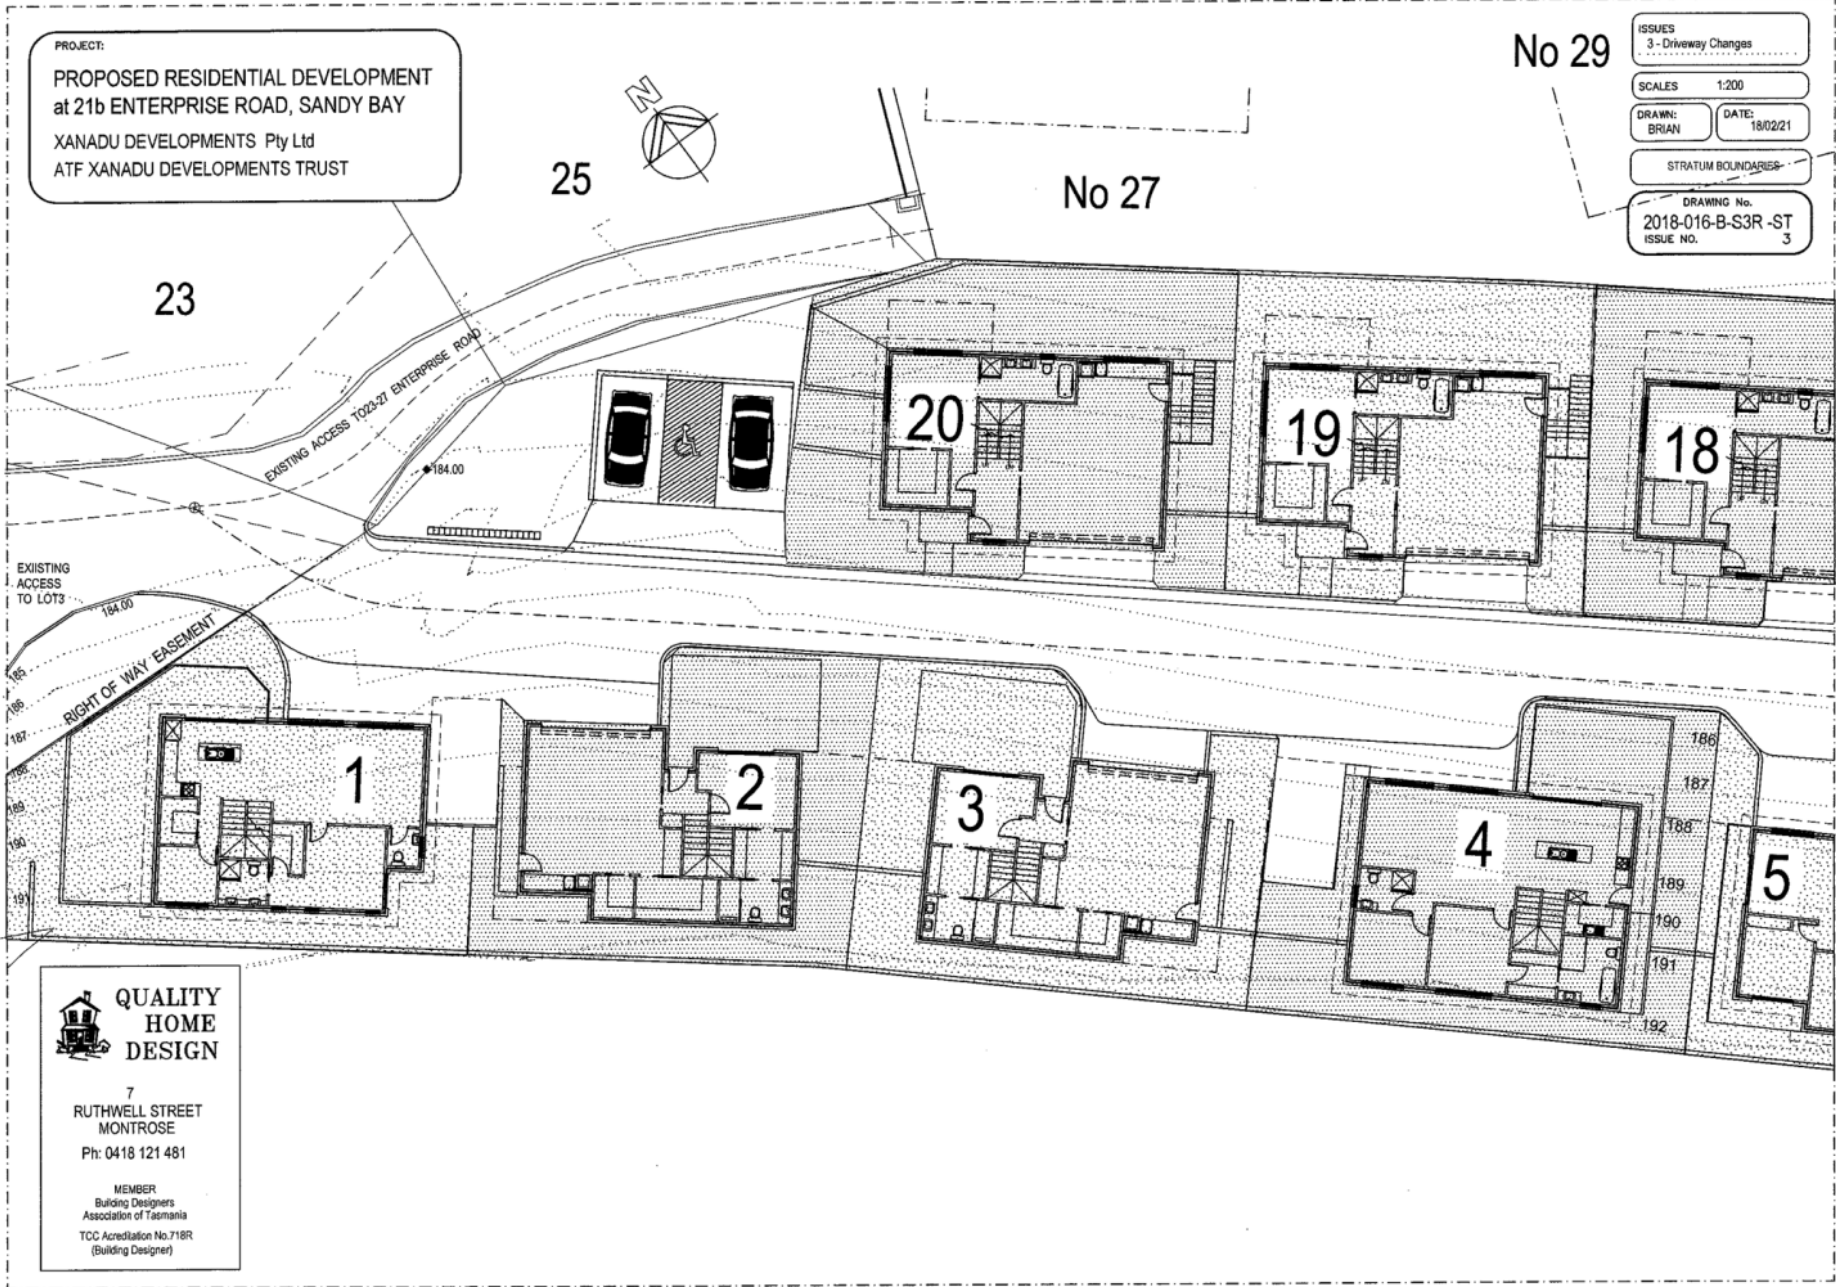 PROJECT:
PROPOSED RESIDENTIAL DEVELOPMENT
at 21b ENTERPRISE ROAD, SANDY BAY
XANADU DEVELOPMENTS Pty Ltd
ATF XANADU DEVELOPMENTS TRUST
N
No 29
ISSUES
3 - Driveway Changes
SCALES 1:200
DRAWN:
BRIAN
DATE:
18/02/21
STRATUM BOUNDARIES
DRAWING No.
2018-016-B-S3R -ST
ISSUE NO. 3
25
No 27
23
EXISTING ACCESS TO23-27 ENTERPRISE ROAD
184.00
20
19
18
EXIISTING
ACCESS
TO LOT3
184.00
RIGHT OF WAY EASEMENT
185
186
187
188
189
190
191
1
2
3
4
5
186
187
188
189
190
191
192
QUALITY
HOME
DESIGN
7
RUTHWELL STREET
MONTROSE
Ph: 0418 121 481
MEMBER
Building Designers
Association of Tasmania
TCC Acreditation No.718R
(Building Designer)